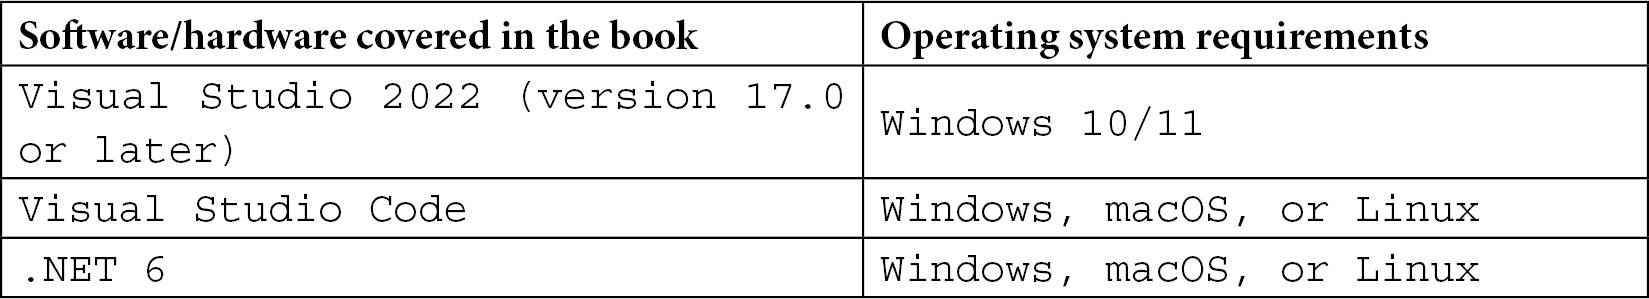 Software/hardware covered in the book
Operating system requirements
Visual Studio 2022 (version 17.0
or later)
Windows 10/11
Visual Studio Code
Windows, macOS, or Linux
.NET 6
Windows, macOS, or Linux